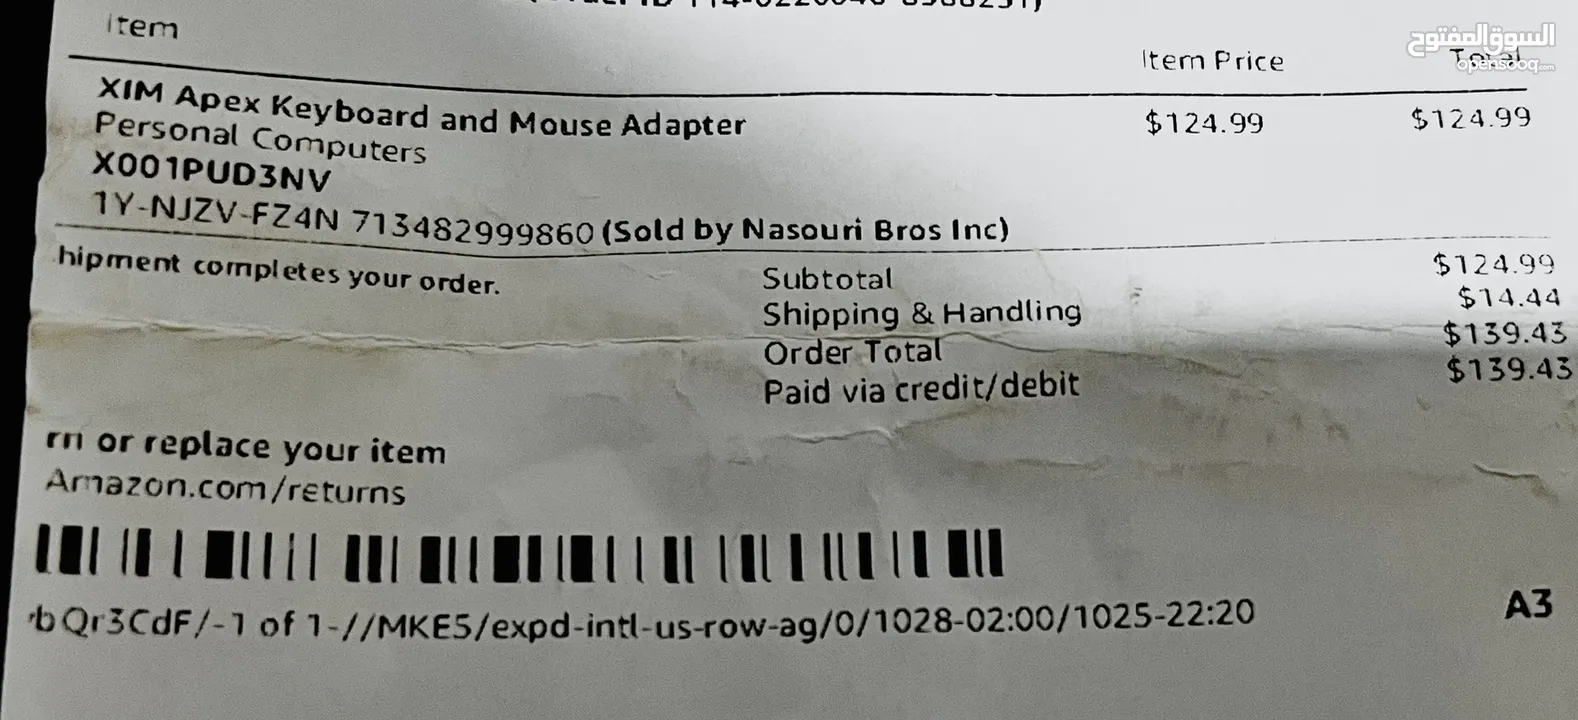 Item
Item Price
Total
السوق المفتوح
opensooq.com
XIM Apex Keyboard and Mouse Adapter
$124.99
$124.99
Personal Computers
X001PUD3NV
1Y-NJZV-FZ4N 713482999860 (Sold by Nasouri Bros Inc)
hipment completes your order.
Subtotal
$124.99
Shipping & Handling
$14.44
Order Total
$139.43
Paid via credit/debit
$139.43
rn or replace your item
Amazon.com/returns
bQr3CdF/-1 of 1-//MKE5/expd-intl-us-row-ag/0/1028-02:00/1025-22:20
A3